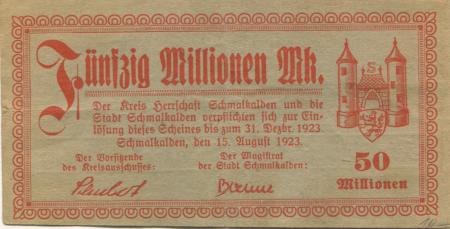 Fünfzig Millionen Mk.
Der Kreis Herrschaft Schmalkalden und die
Stadt Schmalkalden verpflichten sich zur Ein-
lösung dieses Scheines bis zum 31. Dezbr. 1923
Schmalkalden, den 15. August 1923.
Der Vorsitzende
des Kreisausschusses:
Der Magistrat
der Stadt Schmalkalden:
S.
50
Millionen